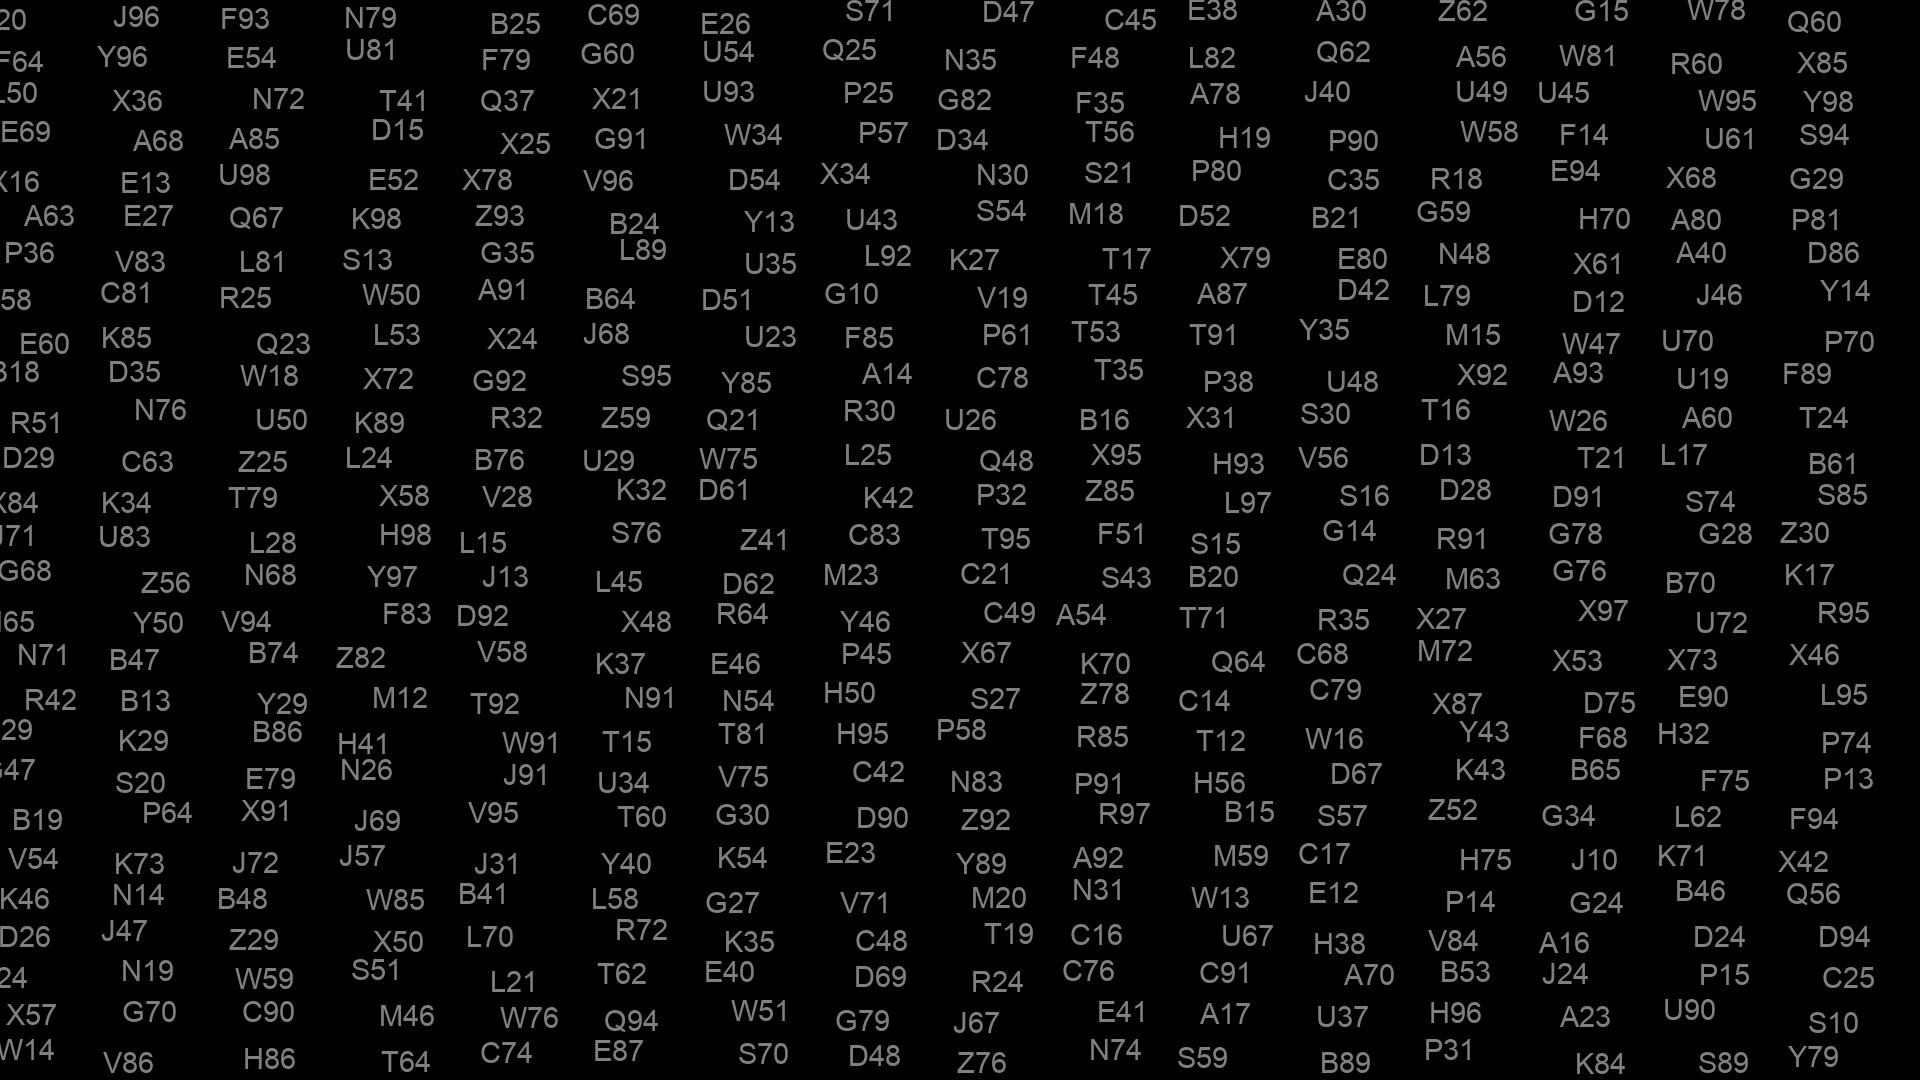 20 J96 F93 N79 B25 C69 E26 S71 D47 C45 E38 A30 Z62 G15 W78 Q60
F64 Y96 E54 U81 F79 G60 U54 Q25 N35 F48 L82 Q62 A56 W81 R60 X85
L50 X36 N72 T41 Q37 X21 U93 P25 G82 F35 A78 J40 U49 U45 W95 Y98
E69 A68 A85 D15 X25 G91 W34 P57 D34 T56 H19 P90 W58 F14 U61 S94
X16 E13 U98 E52 X78 V96 D54 X34 N30 S21 P80 C35 R18 E94 X68 G29
A63 E27 Q67 K98 Z93 B24 Y13 U43 S54 M18 D52 B21 G59 H70 A80 P81
P36 V83 L81 S13 G35 L89 U35 L92 K27 T17 X79 E80 N48 X61 A40 D86
58 C81 R25 W50 A91 B64 D51 G10 V19 T45 A87 D42 L79 D12 J46 Y14
E60 K85 Q23 L53 X24 J68 U23 F85 P61 T53 T91 Y35 M15 W47 U70 P70
B18 D35 W18 X72 G92 S95 Y85 A14 C78 T35 P38 U48 X92 A93 U19 F89
R51 N76 U50 K89 R32 Z59 Q21 R30 U26 B16 X31 S30 T16 W26 A60 T24
D29 C63 Z25 L24 B76 U29 W75 L25 Q48 X95 H93 V56 D13 T21 L17 B61
X84 K34 T79 X58 V28 K32 D61 K42 P32 Z85 L97 S16 D28 D91 S74 S85
71 U83 L28 H98 L15 S76 Z41 C83 T95 F51 S15 G14 R91 G78 G28 Z30
G68 Z56 N68 Y97 J13 L45 D62 M23 C21 S43 B20 Q24 M63 G76 B70 K17
65 Y50 V94 F83 D92 X48 R64 Y46 C49 A54 T71 R35 X27 X97 U72 R95
N71 B47 B74 Z82 V58 K37 E46 P45 X67 K70 Q64 C68 M72 X53 X73 X46
R42 B13 Y29 M12 T92 N91 N54 H50 S27 Z78 C14 C79 X87 D75 E90 L95
29 K29 B86 H41 W91 T15 T81 H95 P58 R85 T12 W16 Y43 F68 H32 P74
47 S20 E79 N26 J91 U34 V75 C42 N83 P91 H56 D67 K43 B65 F75 P13
B19 P64 X91 J69 V95 T60 G30 D90 Z92 R97 B15 S57 Z52 G34 L62 F94
V54 K73 J72 J57 J31 Y40 K54 E23 Y89 A92 M59 C17 H75 J10 K71 X42
K46 N14 B48 W85 B41 L58 G27 V71 M20 N31 W13 E12 P14 G24 B46 Q56
D26 J47 Z29 X50 L70 R72 K35 C48 T19 C16 U67 H38 V84 A16 D24 D94
24 N19 W59 S51 L21 T62 E40 D69 R24 C76 C91 A70 B53 J24 P15 C25
X57 G70 C90 M46 W76 Q94 W51 G79 J67 E41 A17 U37 H96 A23 U90 S10
W14 V86 H86 T64 C74 E87 S70 D48 Z76 N74 S59 B89 P31 K84 S89 Y79